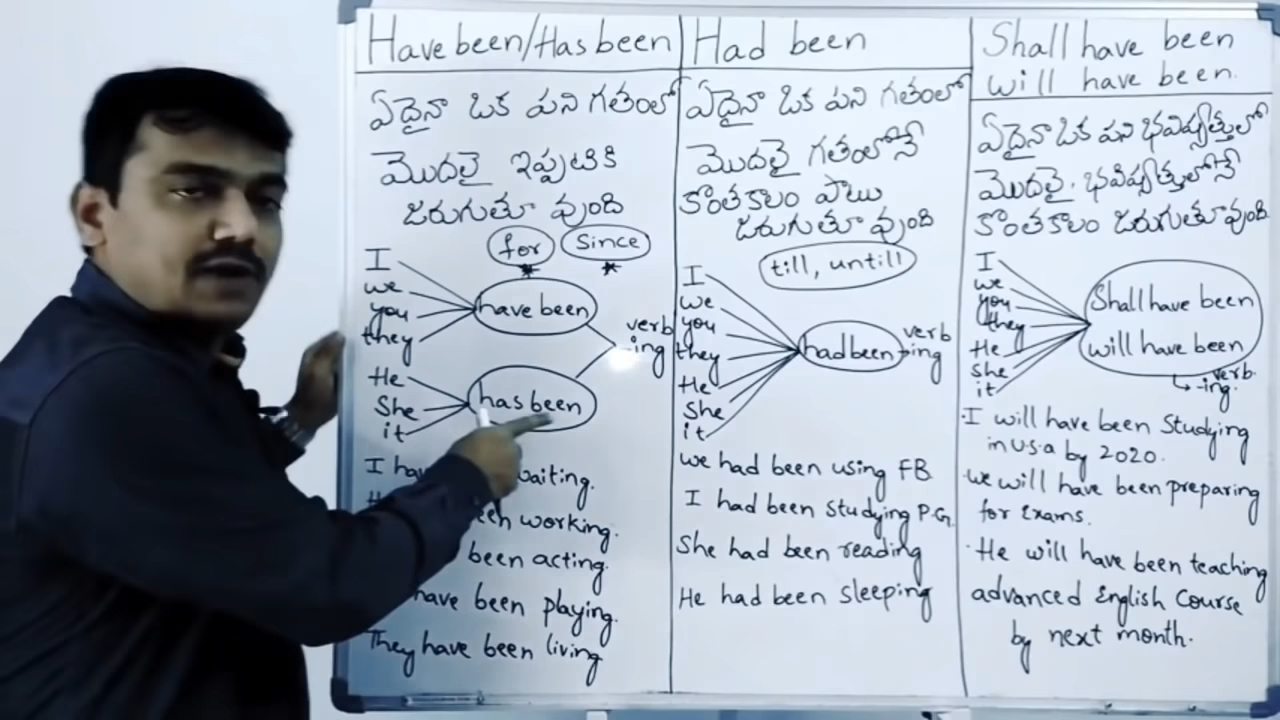 Have been/Has been
ఏదైనా ఒక పని గతంలో
మొదలై ఇప్పటికి
జరుగుతూ వుంది
for since
I
we
you
they
have been
He
She
it
has been
verb
ing
waiting.
working.
been acting.
have been playing.
They have been living
Had been
ఏదైనా ఒక పని గతంలో
మొదలై గతంలోనే
కొంతకాలం పాటు
జరుగుతూ వుంది
till, untill
I
we
you
they
He
She
it
had been
verb
ing
we had been using FB
I had been studying P.G.
She had been reading
He had been sleeping
Shall have been
will have been.
ఏదైనా ఒక పని భవిష్యత్తులో
మొదలై, భవిష్యత్తులోనే
కొంతకాలం జరుగుతూ వుంది.
I
we
you
they
He
She
it
Shall have been
will have been
verb.
ing.
I will have been Studying
in U.S.a by 2020.
we will have been preparing
for Exams.
He will have been teaching
advanced English Course
by next month.